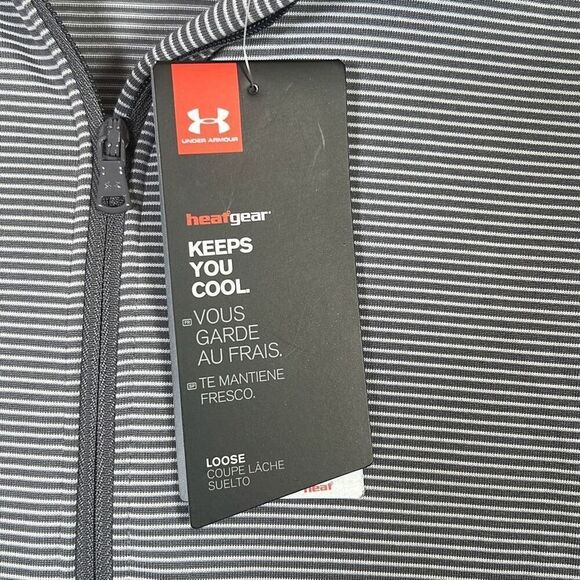 UNDER ARMOUR
heatgear®
KEEPS
YOU
COOL.
FR VOUS
GARDE
AU FRAIS.
SP TE MANTIENE
FRESCO.
LOOSE
COUPE LÂCHE
SUELTO
heat